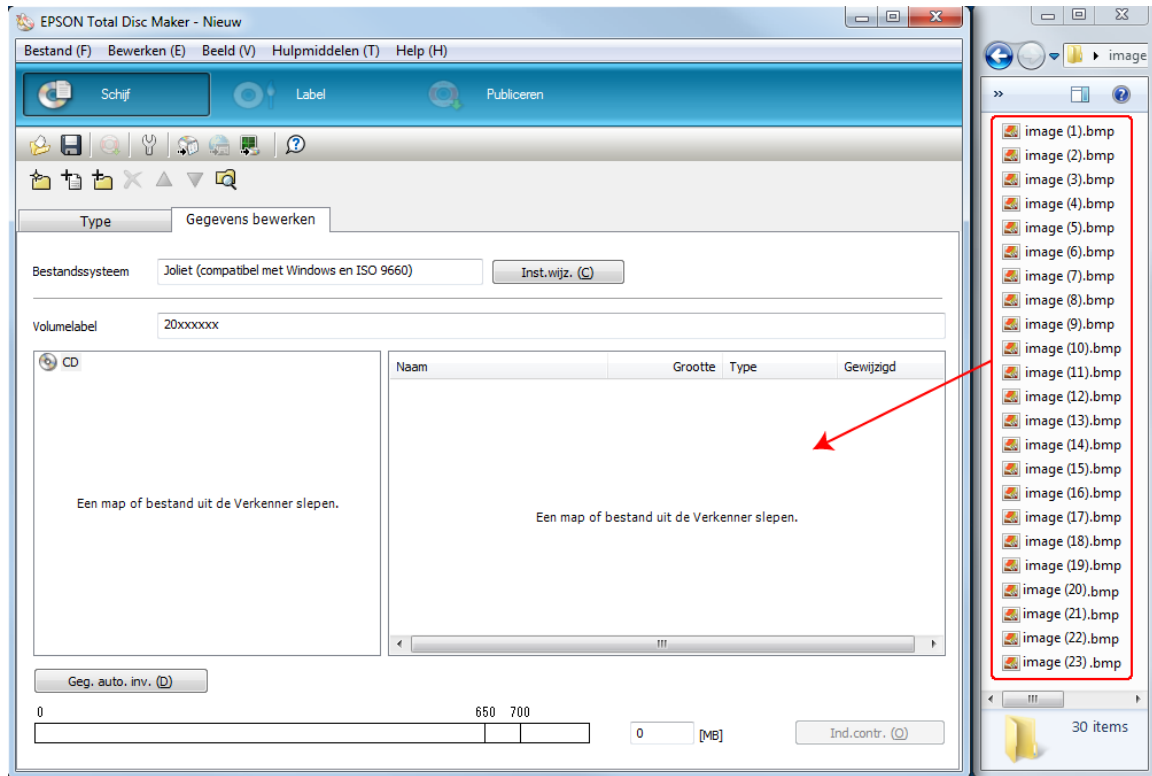 EPSON Total Disc Maker - Nieuw
Bestand (F) Bewerken (E) Beeld (V) Hulpmiddelen (T) Help (H)
Schijf Label Publiceren
Type Gegevens bewerken
Bestandssysteem Joliet (compatibel met Windows en ISO 9660) Inst.wijz. (C)
Volumelabel 20xxxxxx
CD
Een map of bestand uit de Verkenner slepen.
Naam Grootte Type Gewijzigd
Een map of bestand uit de Verkenner slepen.
Geg. auto. inv. (D)
0 650 700
0 [MB] Ind.contr. (O)
image
»
image (1).bmp
image (2).bmp
image (3).bmp
image (4).bmp
image (5).bmp
image (6).bmp
image (7).bmp
image (8).bmp
image (9).bmp
image (10).bmp
image (11).bmp
image (12).bmp
image (13).bmp
image (14).bmp
image (15).bmp
image (16).bmp
image (17).bmp
image (18).bmp
image (19).bmp
image (20).bmp
image (21).bmp
image (22).bmp
image (23) .bmp
30 items